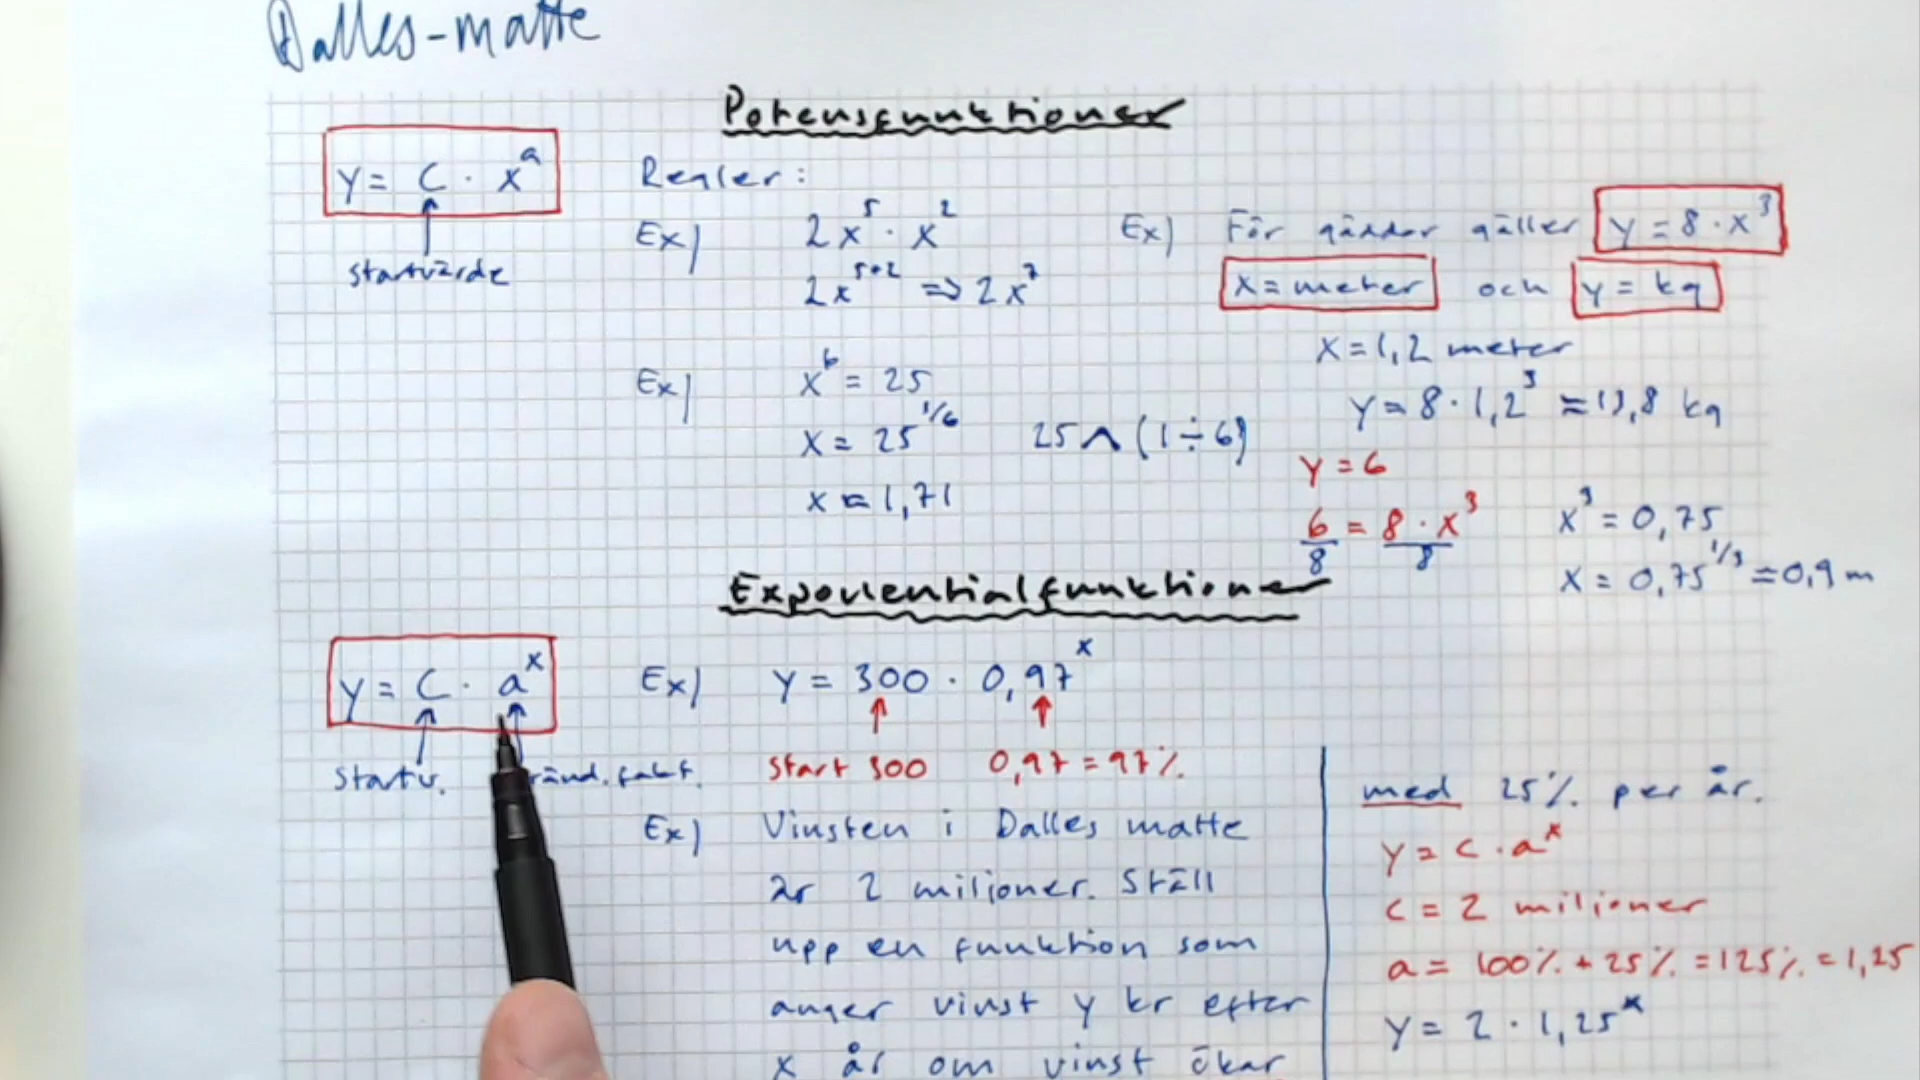 Dalles-matte
Potensfunktioner
y = C · x^a
startvärde
Regler:
Ex) 2x^5 · x^2
2x^5+2 => 2x^7
Ex) x^6 = 25
x = 25^1/6 25 ^ (1 ÷ 6)
x ≈ 1,71
Ex) För gäddor gäller y = 8 · x^3
x = meter och y = kg
x = 1,2 meter
y = 8 · 1,2^3 ≈ 13,8 kg
y = 6
6/8 = 8 · x^3/8
x^3 = 0,75
x = 0,75^1/3 ≈ 0,9 m
Exponentialfunktioner
y = C · a^x
Startv. ränd.fakt.
Ex) y = 300 · 0,97^x
Start 300 0,97 = 97%
Ex) Vinsten i Dalles matte
är 2 miljoner. Ställ
upp en funktion som
anger vinst y kr efter
x år om vinst ökar
med 25% per år.
y = c · a^x
c = 2 miljoner
a = 100% + 25% = 125% = 1,25
y = 2 · 1,25^x